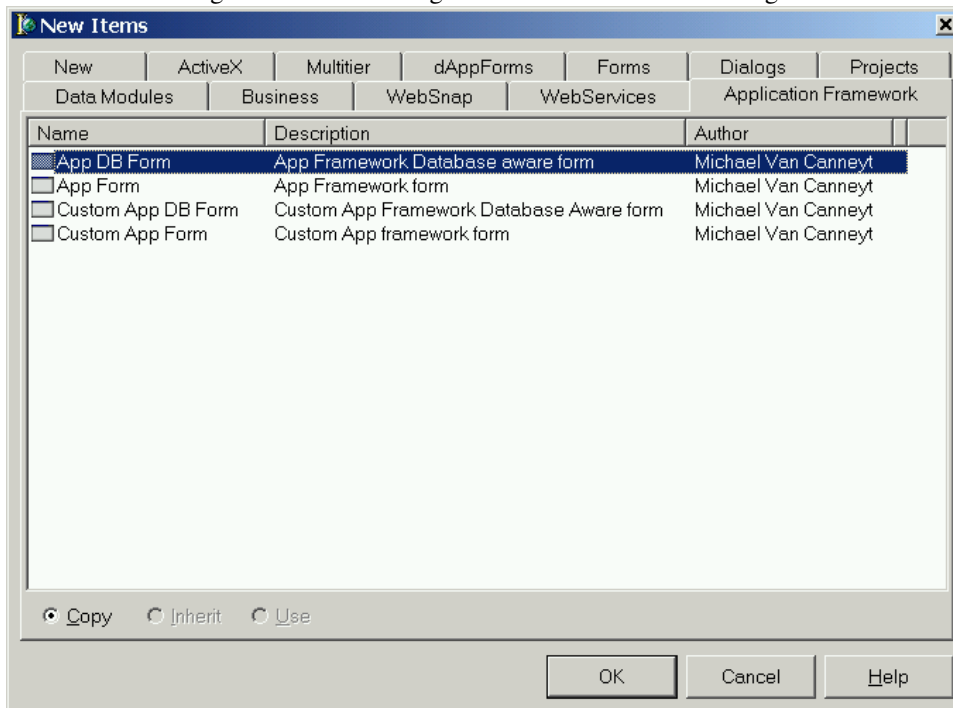 New Items
New ActiveX Multitier dAppForms Forms Dialogs Projects
Data Modules Business WebSnap WebServices Application Framework
Name Description Author
App DB Form App Framework Database aware form Michael Van Canneyt
App Form App Framework form Michael Van Canneyt
Custom App DB Form Custom App Framework Database Aware form Michael Van Canneyt
Custom App Form Custom App framework form Michael Van Canneyt
Copy Inherit Use
OK Cancel Help